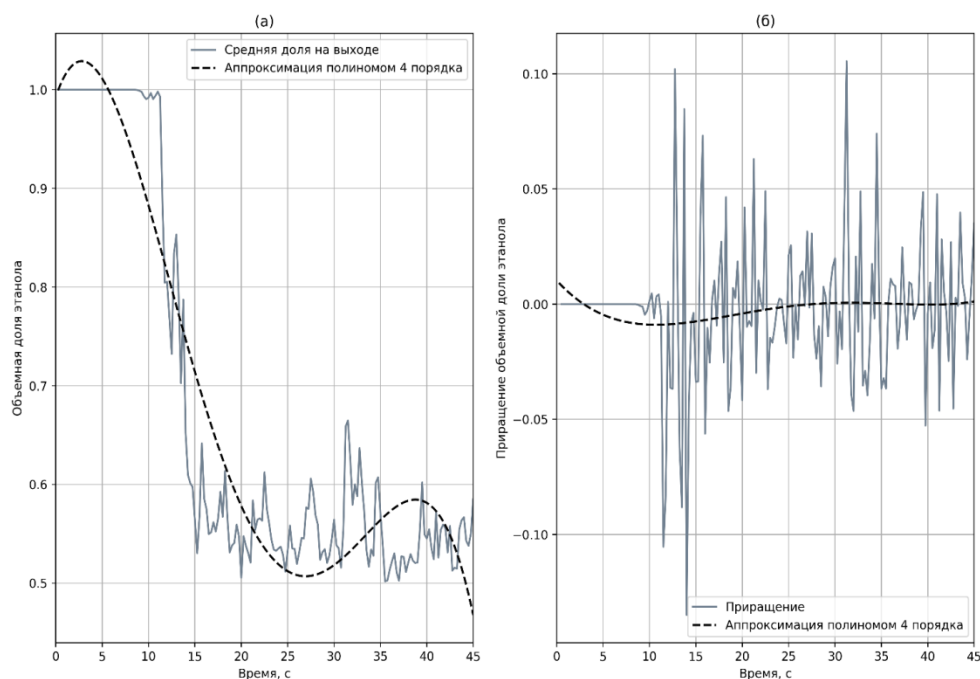 (а)
Средняя доля на выходе
Аппроксимация полиномом 4 порядка
1.0
0.9
0.8
0.7
0.6
0.5
Объемная доля этанола
0 5 10 15 20 25 30 35 40 45
Время, с
(б)
0.10
0.05
0.00
−0.05
−0.10
Приращение объемной доли этанола
Приращение
Аппроксимация полиномом 4 порядка
0 5 10 15 20 25 30 35 40 45
Время, с